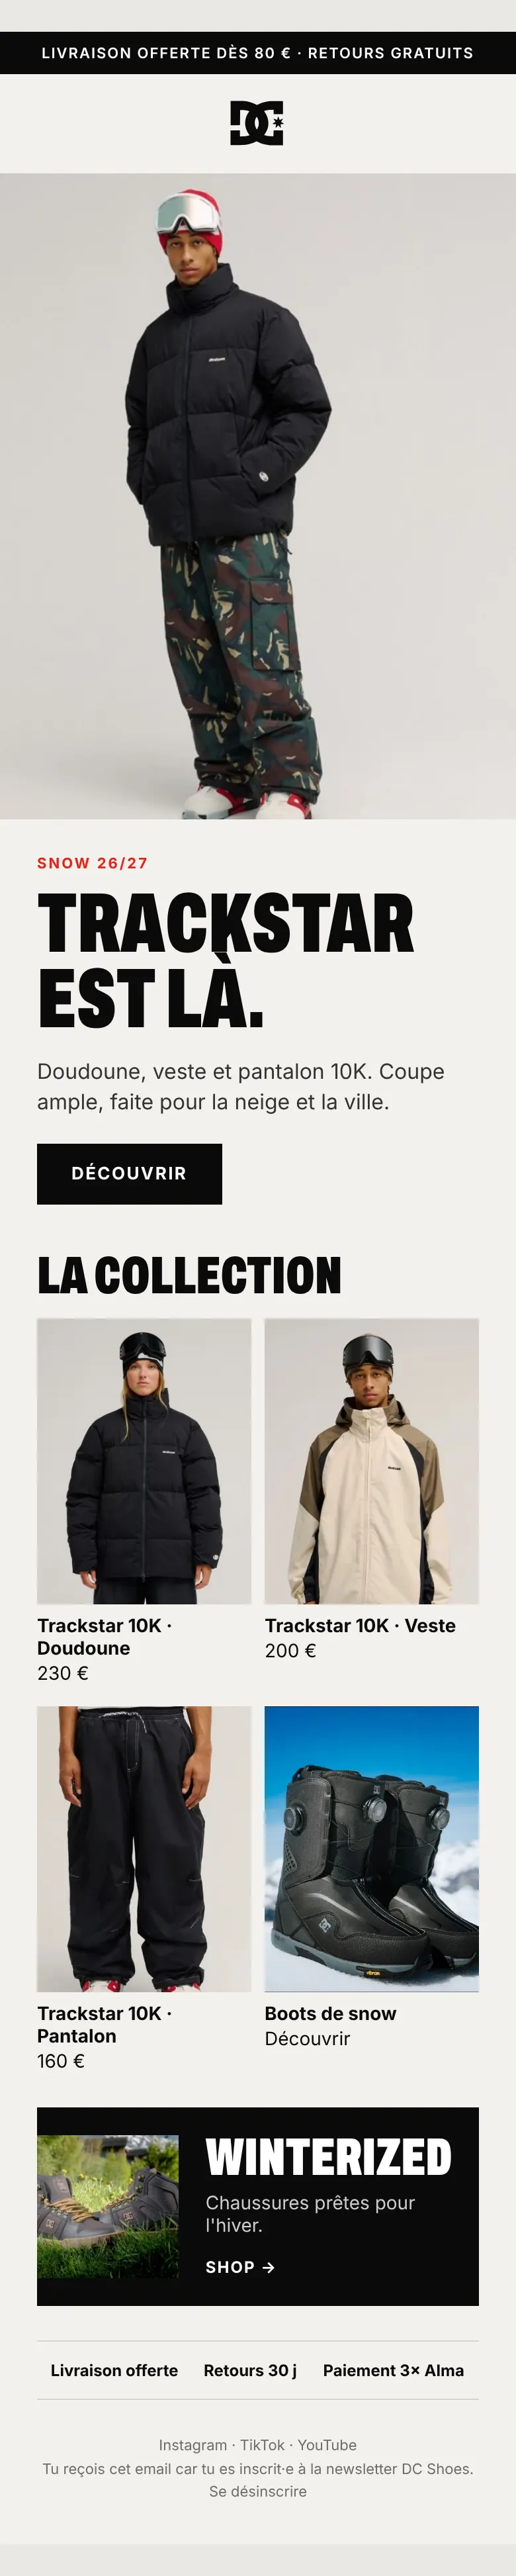 LIVRAISON OFFERTE DÈS 80 € · RETOURS GRATUITS
DC
SNOW 26/27
TRACKSTAR
EST LÀ.
Doudoune, veste et pantalon 10K. Coupe
ample, faite pour la neige et la ville.
DÉCOUVRIR
LA COLLECTION
Trackstar 10K ·
Doudoune
230 €
Trackstar 10K · Veste
200 €
Trackstar 10K ·
Pantalon
160 €
Boots de snow
Découvrir
WINTERIZED
Chaussures prêtes pour
l'hiver.
SHOP →
Livraison offerte
Retours 30 j
Paiement 3× Alma
Instagram · TikTok · YouTube
Tu reçois cet email car tu es inscrit·e à la newsletter DC Shoes.
Se désinscrire